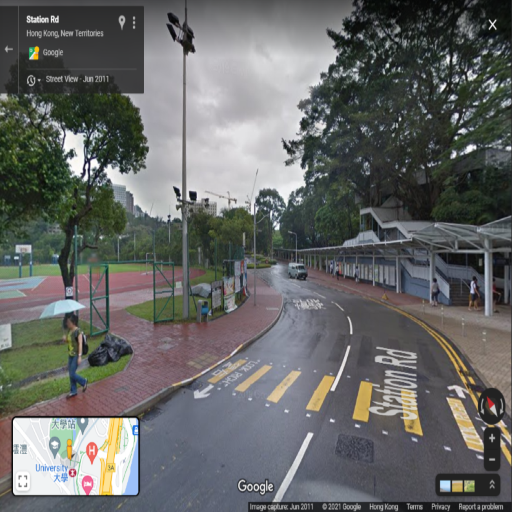 Station Rd
Hong Kong, New Territories
Google
Street View - Jun 2011
Station Rd
大學站
University
大學
H
Google
Image capture: Jun 2011 © 2021 Google Hong Kong Terms Privacy Report a problem